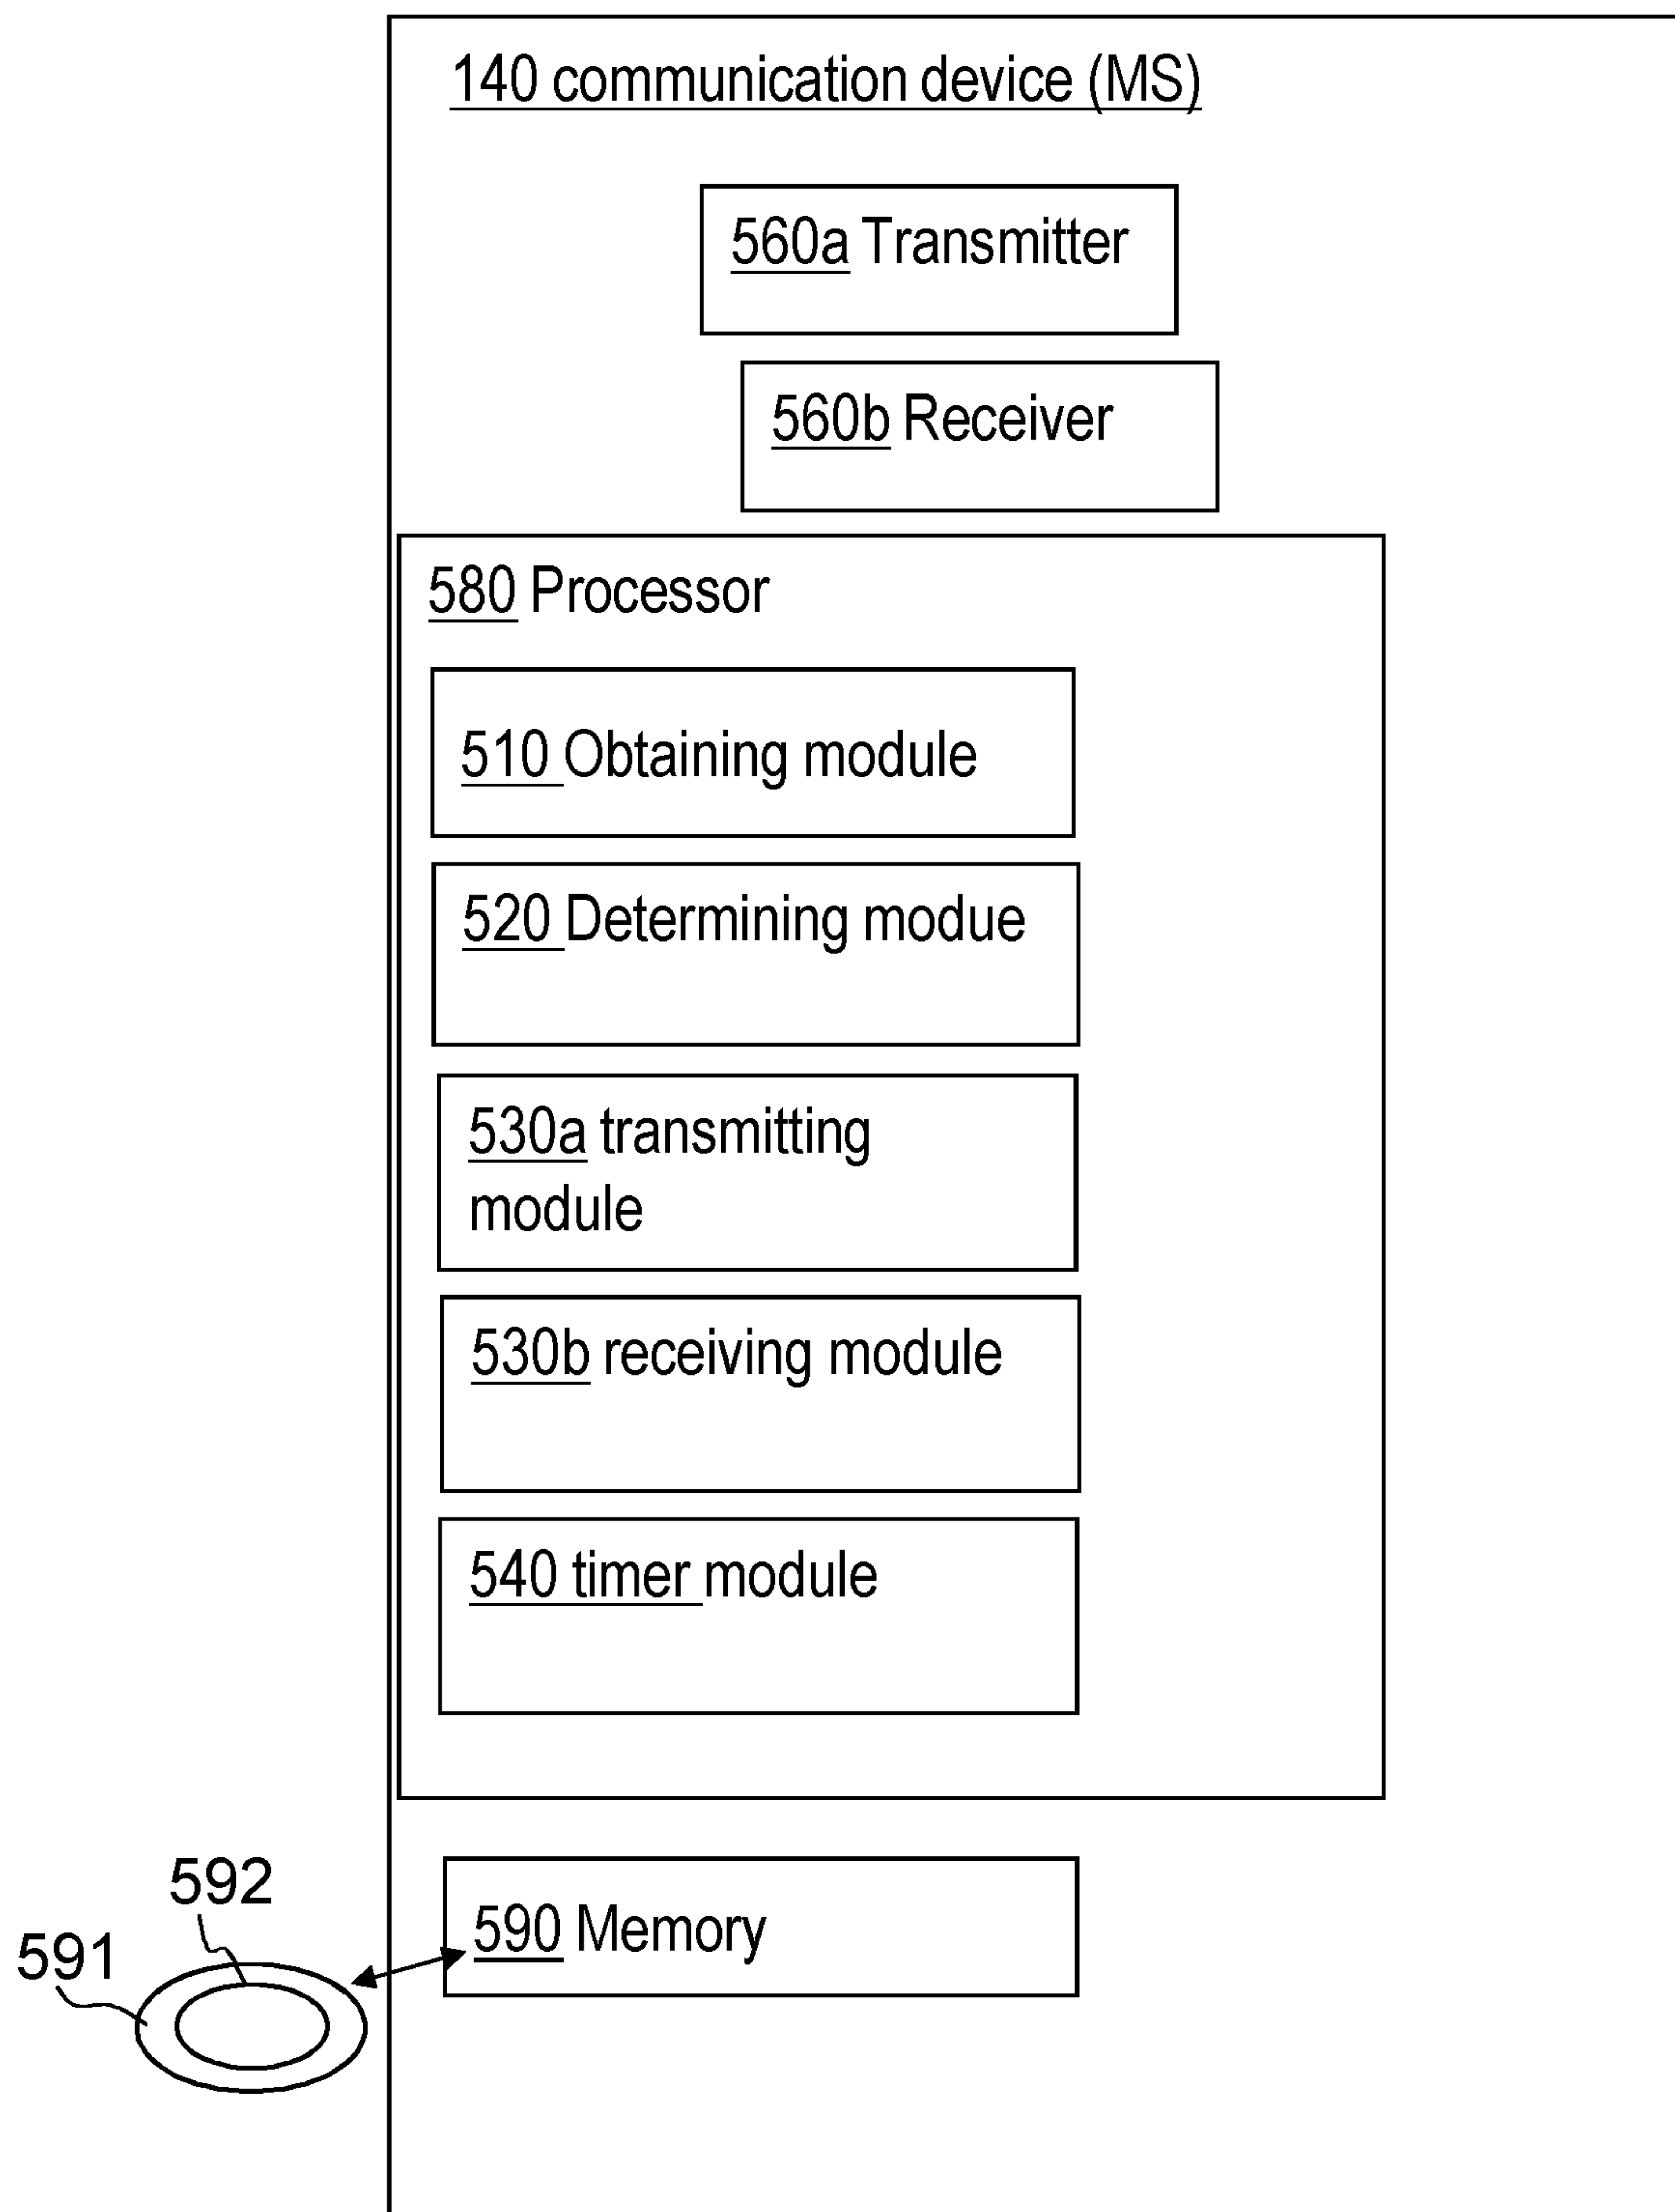 140 communication device (MS)
560a Transmitter
560b Receiver
580 Processor
510 Obtaining module
520 Determining modue
530a transmitting
module
530b receiving module
540 timer module
592
591
590 Memory